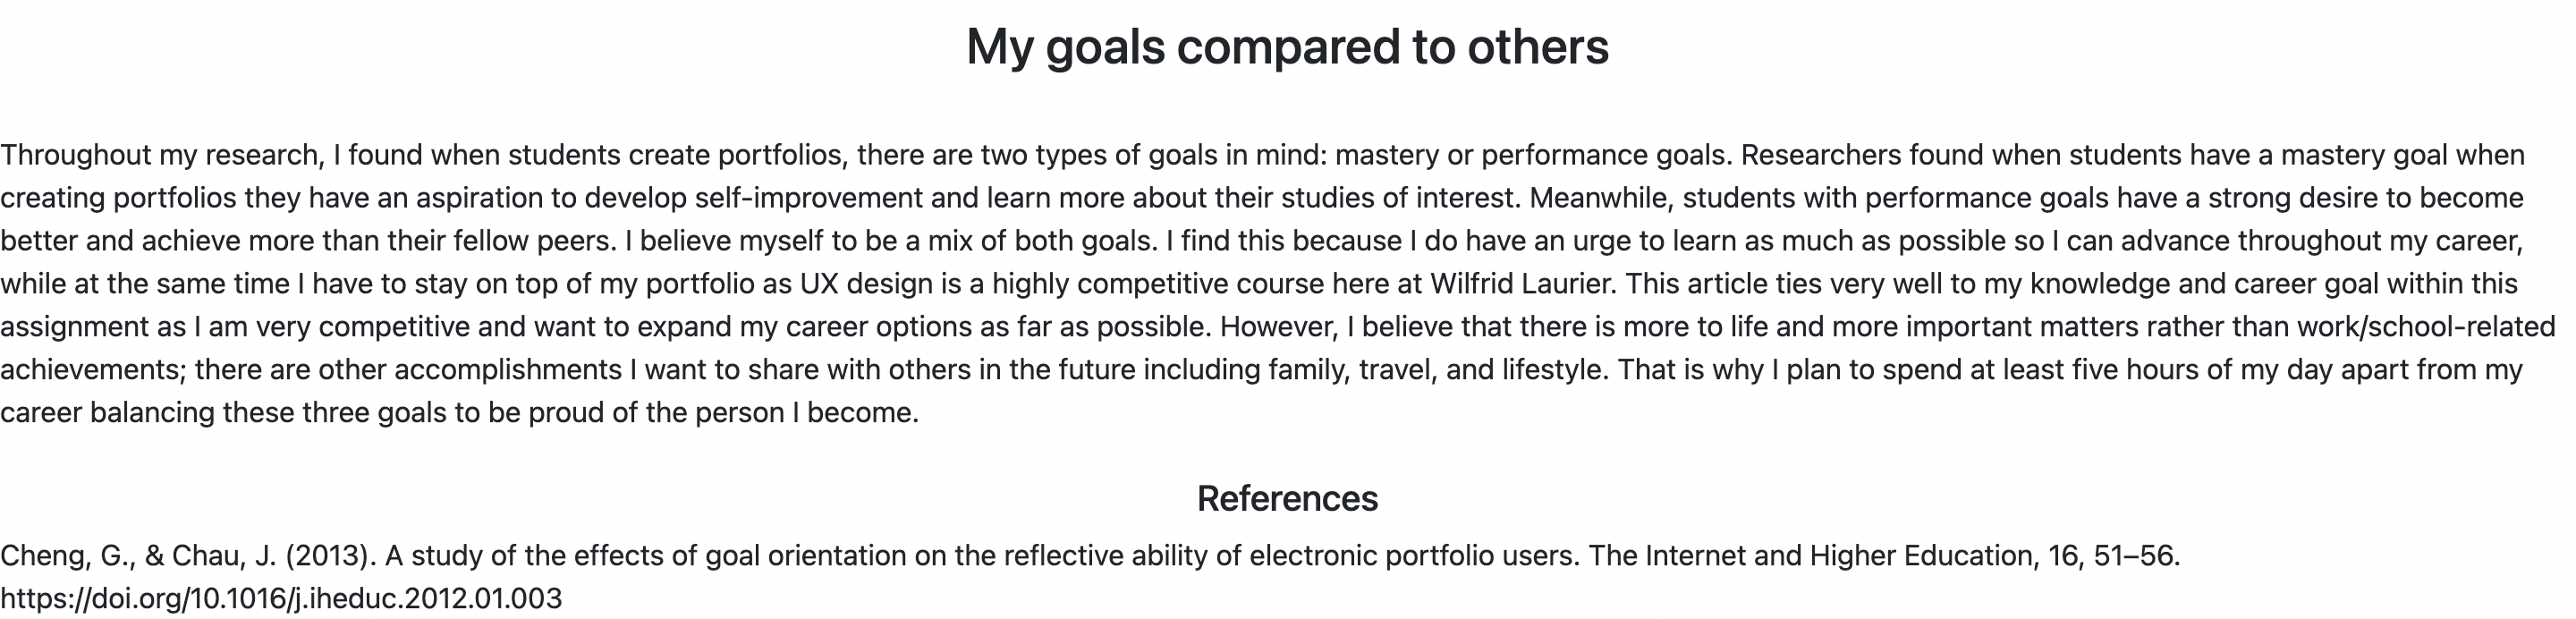 My goals compared to others
Throughout my research, I found when students create portfolios, there are two types of goals in mind: mastery or performance goals. Researchers found when students have a mastery goal when
creating portfolios they have an aspiration to develop self-improvement and learn more about their studies of interest. Meanwhile, students with performance goals have a strong desire to become
better and achieve more than their fellow peers. I believe myself to be a mix of both goals. I find this because I do have an urge to learn as much as possible so I can advance throughout my career,
while at the same time I have to stay on top of my portfolio as UX design is a highly competitive course here at Wilfrid Laurier. This article ties very well to my knowledge and career goal within this
assignment as I am very competitive and want to expand my career options as far as possible. However, I believe that there is more to life and more important matters rather than work/school-related
achievements; there are other accomplishments I want to share with others in the future including family, travel, and lifestyle. That is why I plan to spend at least five hours of my day apart from my
career balancing these three goals to be proud of the person I become.
References
Cheng, G., & Chau, J. (2013). A study of the effects of goal orientation on the reflective ability of electronic portfolio users. The Internet and Higher Education, 16, 51–56.
https://doi.org/10.1016/j.iheduc.2012.01.003